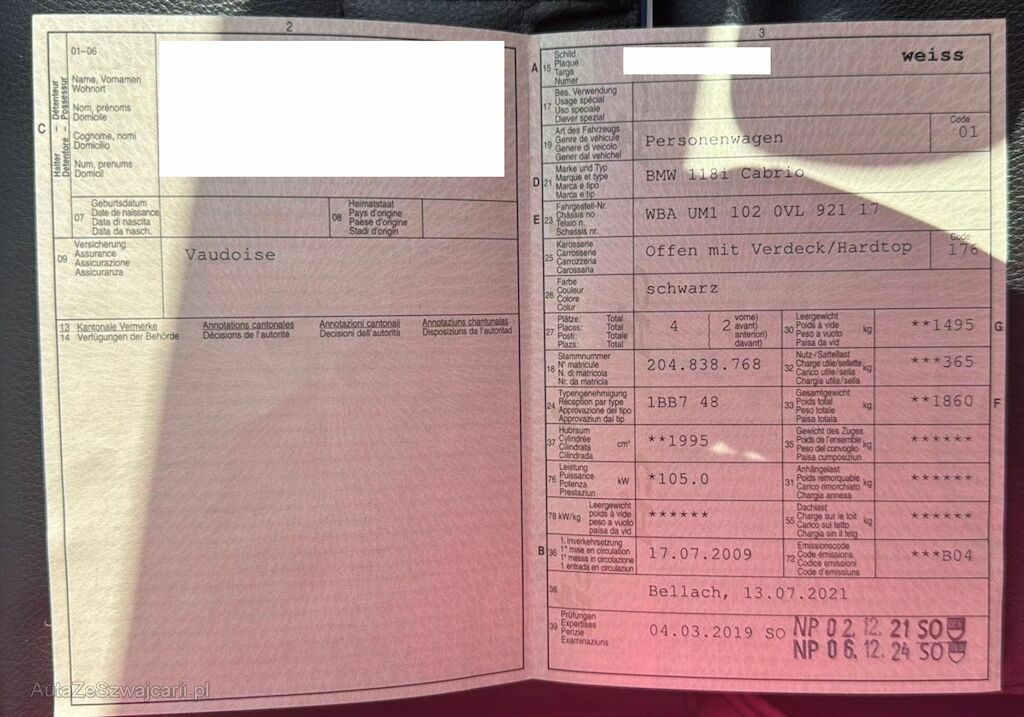 2
01–06
Halter – Détenteur
Detentore – Possessur
C
Name, Vornamen
Wohnort
Nom, prénoms
Domicile
Cognome, nomi
Domicilio
Num, prenums
Domicil
07
Geburtsdatum
Date de naissance
Data di nascita
Data da nasch.
08
Heimatstaat
Pays d'origine
Paese d'origine
Stadi d'origin
09
Versicherung
Assurance
Assicurazione
Assicuranza
Vaudoise
13 Kantonale Vermerke Annotations cantonales Annotazioni cantonali Annotaziuns chantunalas
14 Verfügungen der Behörde Décisions de l'autorité Decisioni dell'autorità Disposiziuns da l'autoritad
3
A 15
Schild
Plaque
Targa
Numer
weiss
17
Bes. Verwendung
Usage spécial
Uso speciale
Diever spezial
19
Art des Fahrzeugs
Genre de véhicule
Genere di veicolo
Gener dal vehichel
Personenwagen
Code
01
D 21
Marke und Typ
Marque et type
Marca e tipo
Marca e tip
BMW 118i Cabrio
E 23
Fahrgestell-Nr.
Châssis no
Telaio n.
Schassis nr.
WBA UM1 102 0VL 921 17
25
Karosserie
Carrosserie
Carrozzeria
Carossaria
Offen mit Verdeck/Hardtop
Code
176
26
Farbe
Couleur
Colore
Colur
schwarz
27
Plätze: Total
Places: Total
Posti: Totale
Plazs: Total
4 ( 2 vorne)
avant)
anteriori)
davant)
30
Leergewicht
Poids à vide
Peso a vuoto
Paisa da vid
kg
**1495
G
18
Stammnummer
N° matricule
N. di matricola
Nr. da matricla
204.838.768
32
Nutz-/Sattellast
Charge utile/sellette
Carico utile/sella
Chargia utila/sella
kg
***365
24
Typengenehmigung
Réception par type
Approvazione del tipo
Approvaziun dal tip
1BB7 48
33
Gesamtgewicht
Poids total
Peso totale
Paisa totala
kg
**1860
F
37
Hubraum
Cylindrée
Cilindrata
Cilindrada
cm³
**1995
35
Gewicht des Zuges
Poids de l'ensemble
Peso del convoglio
Paisa cumposiziun
kg
******
76
Leistung
Puissance
Potenza
Prestaziun
kW
*105.0
31
Anhängelast
Poids remorquable
Carico rimorchiato
Chargia annexa
kg
******
78 kW/kg
Leergewicht
poids à vide
peso a vuoto
paisa da vid
******
55
Dachlast
Charge sur le toit
Carico sul tetto
Chargia sin il tetg
kg
******
B 36
1. Inverkehrsetzung
1re mise en circulation
1a messa in circolazione
1. entrada en circulaziun
17.07.2009
72
Emissionscode
Code émissions
Codice emissioni
Code d'emissiuns
***B04
38
Bellach, 13.07.2021
39
Prüfungen
Expertises
Perizie
Examinaziuns
04.03.2019 SO NP 02. 12. 21 SO
NP 06. 12. 24 SO
AutaZeSzwajcarii.pl